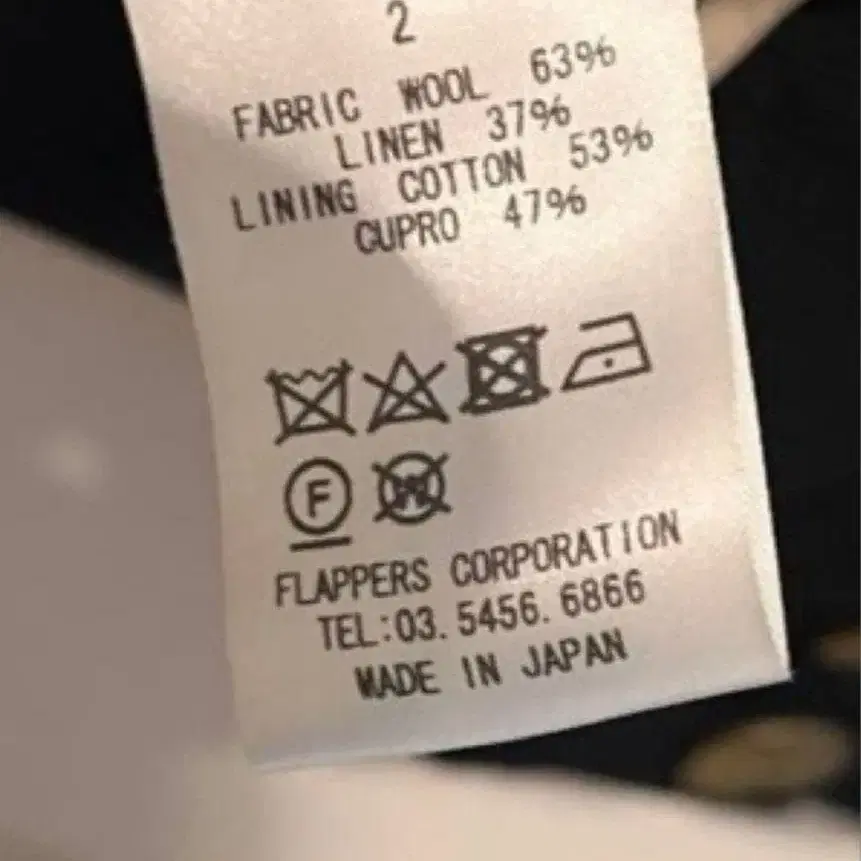 2
FABRIC WOOL 63%
LINEN 37%
LINING COTTON 53%
CUPRO 47%
F
W
FLAPPERS CORPORATION
TEL:03.5456.6866
MADE IN JAPAN